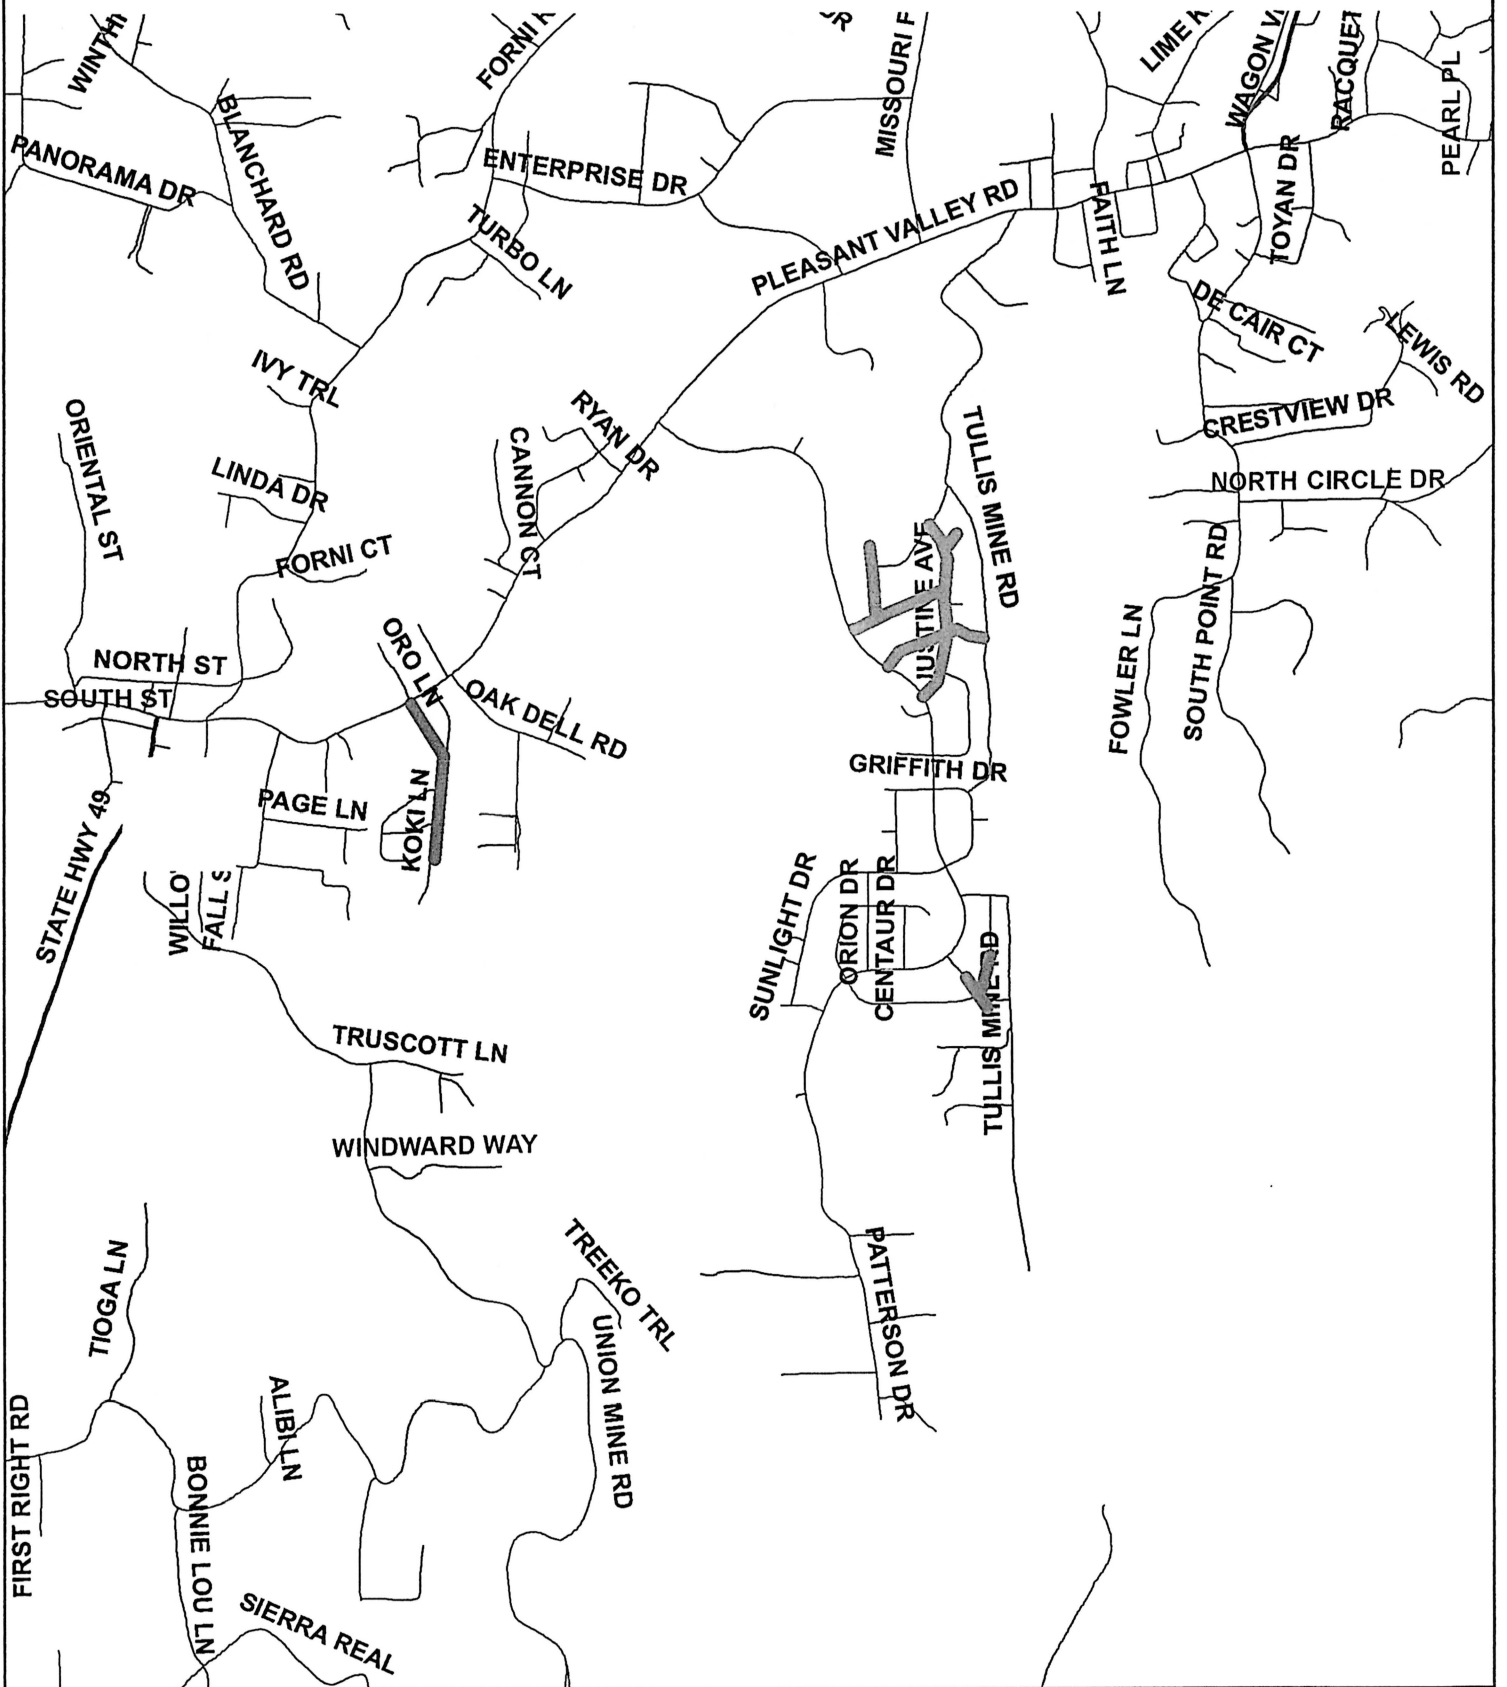 WINTHI
FORNI R
MISSOURI F
LIME K
WAGON V
RACQUET
PEARL PL
BLANCHARD RD
PANORAMA DR
ENTERPRISE DR
TURBO LN
PLEASANT VALLEY RD
FAITH LN
TOYAN DR
DE CAIR CT
LEWIS RD
IVY TRL
RYAN DR
CRESTVIEW DR
ORIENTAL ST
CANNON CT
TULLIS MINE RD
LINDA DR
NORTH CIRCLE DR
FORNI CT
JUSTINE AVE
SOUTH POINT RD
FOWLER LN
ORO LN
NORTH ST
SOUTH ST
OAK DELL RD
GRIFFITH DR
STATE HWY 49
PAGE LN
KOKI LN
SUNLIGHT DR
ORION DR
CENTAUR DR
WILLO
FALL S
TULLIS MINE RD
TRUSCOTT LN
WINDWARD WAY
TIOGA LN
TREEKO TRL
PATTERSON DR
UNION MINE RD
ALIBI LN
FIRST RIGHT RD
BONNIE LOU LN
SIERRA REAL